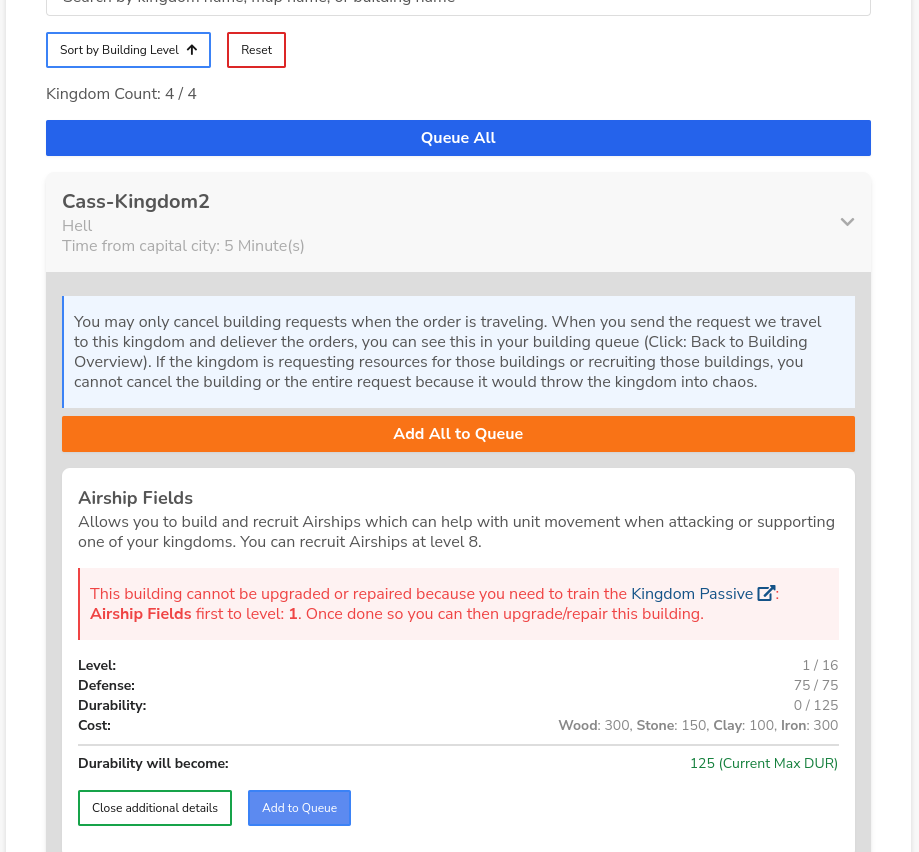 Search by kingdom name, map name, or building name
Sort by Building Level
Reset
Kingdom Count: 4 / 4
Queue All
Cass-Kingdom2
Hell
Time from capital city: 5 Minute(s)
You may only cancel building requests when the order is traveling. When you send the request we travel
to this kingdom and deliever the orders, you can see this in your building queue (Click: Back to Building
Overview). If the kingdom is requesting resources for those buildings or recruiting those buildings, you
cannot cancel the building or the entire request because it would throw the kingdom into chaos.
Add All to Queue
Airship Fields
Allows you to build and recruit Airships which can help with unit movement when attacking or supporting
one of your kingdoms. You can recruit Airships at level 8.
This building cannot be upgraded or repaired because you need to train the Kingdom Passive :
Airship Fields first to level: 1. Once done so you can then upgrade/repair this building.
Level: 1 / 16
Defense: 75 / 75
Durability: 0 / 125
Cost: Wood: 300, Stone: 150, Clay: 100, Iron: 300
Durability will become: 125 (Current Max DUR)
Close additional details
Add to Queue